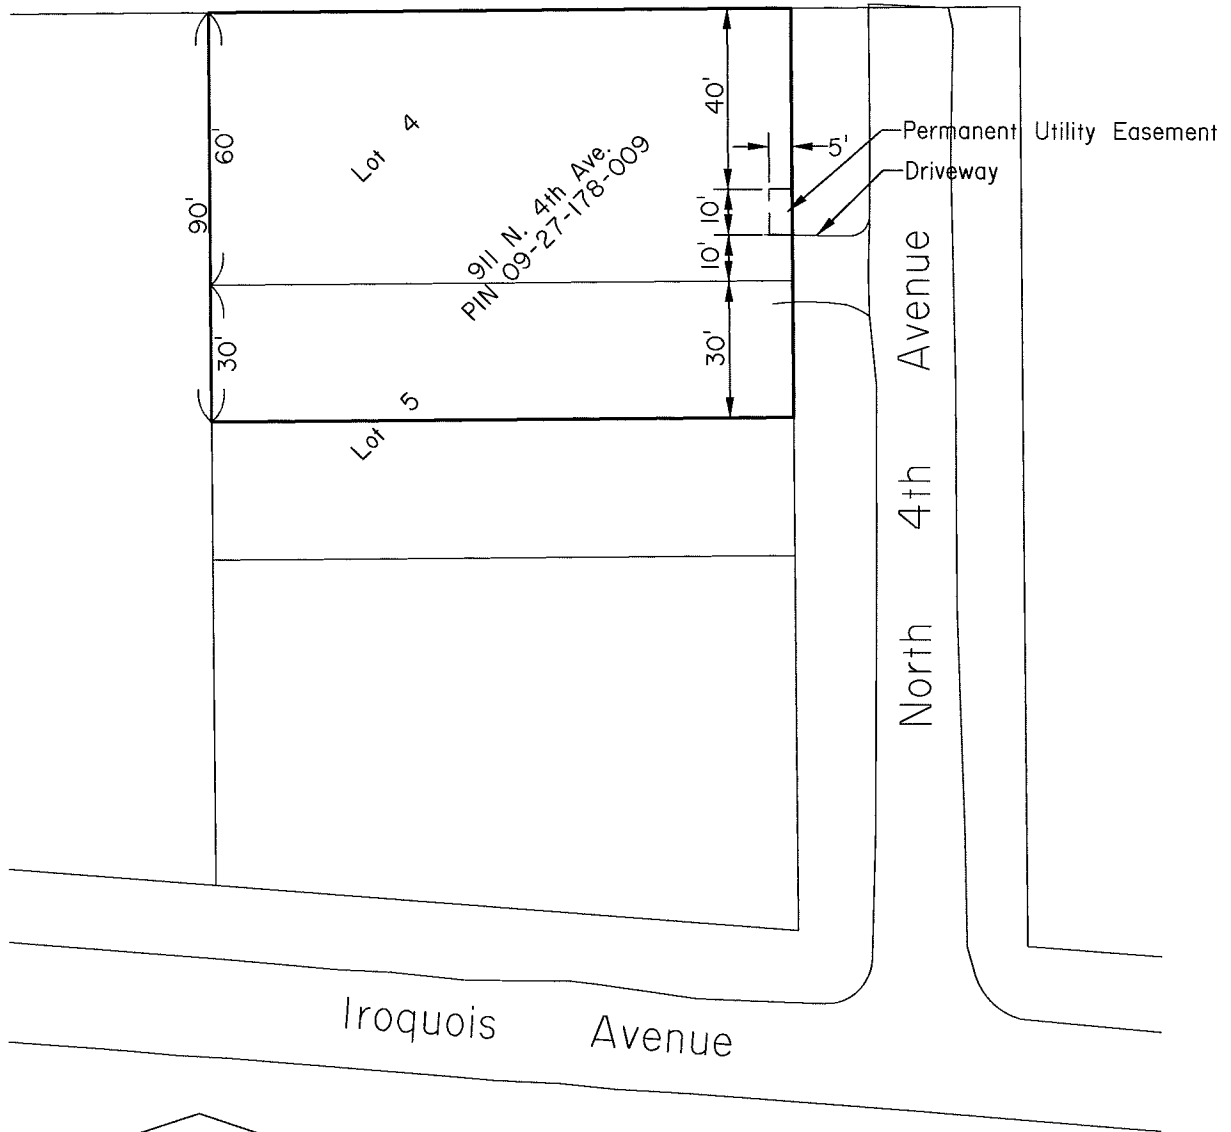 40'
60'
Lot 4
Permanent Utility Easement
5'
Driveway
911 N. 4th Ave.
PIN 09-27-178-009
90'
10'
10'
30'
30'
Lot 5
North 4th Avenue
Iroquois Avenue